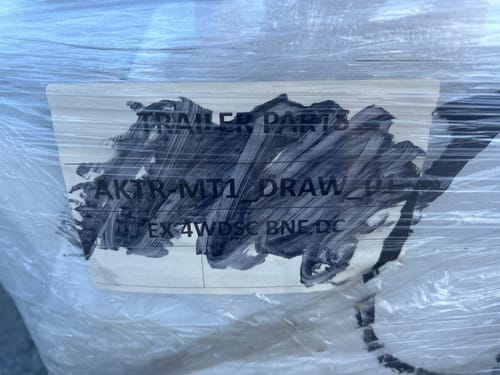 TRAILER PARTS
AKTR-MT1_DRAW_
EX 4WDSC BNE.DC